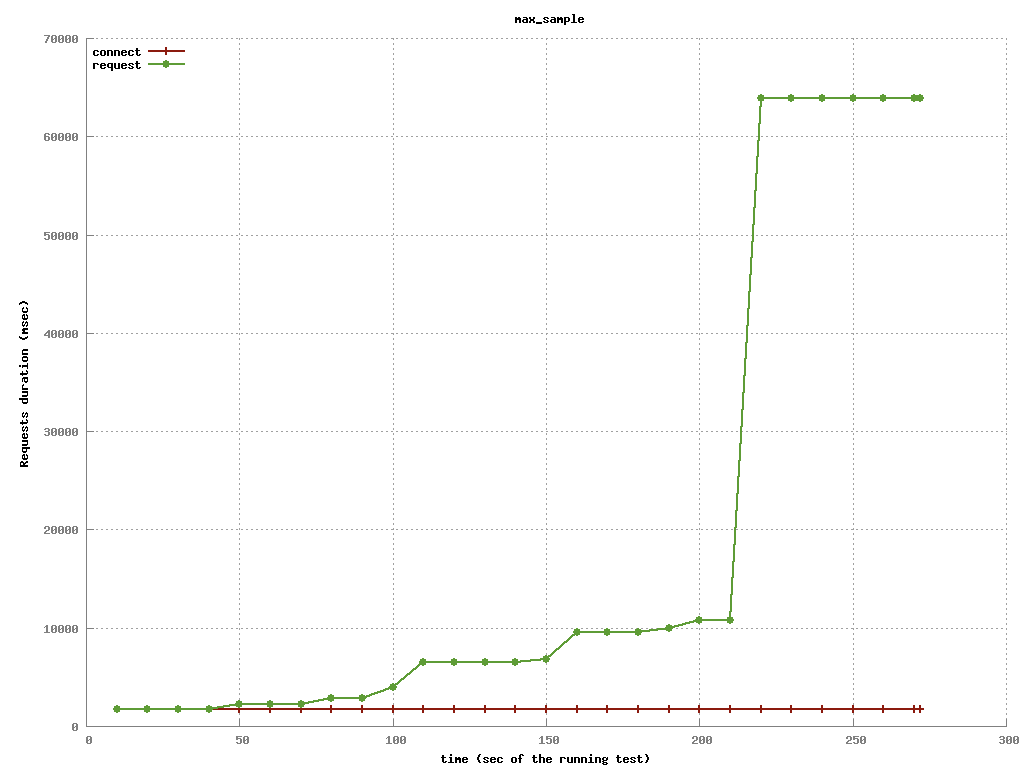 max_sample
connect
request
70000
60000
50000
40000
30000
20000
10000
0
Requests duration (msec)
0 50 100 150 200 250 300
time (sec of the running test)